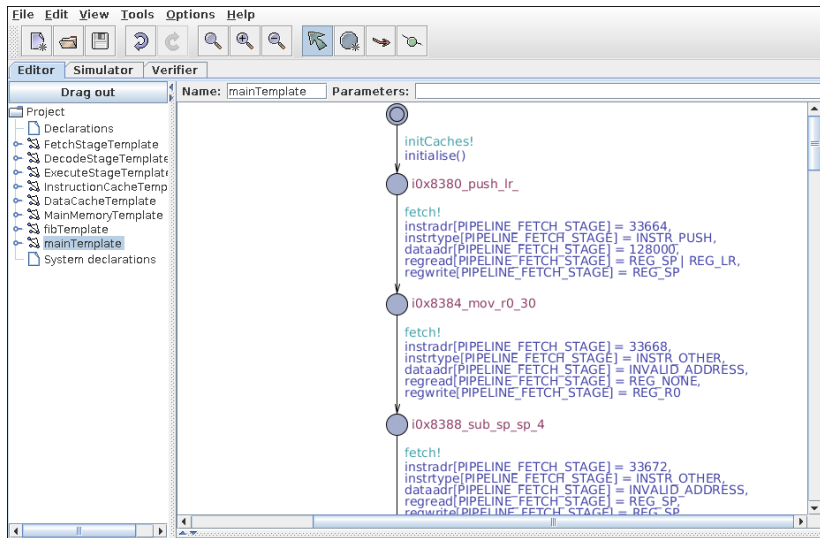 File Edit View Tools Options Help
Editor Simulator Verifier
Drag out
Name: mainTemplate Parameters:
Project
Declarations
FetchStageTemplate
DecodeStageTemplate
ExecuteStageTemplate
InstructionCacheTemp
DataCacheTemplate
MainMemoryTemplate
fibTemplate
mainTemplate
System declarations
initCaches!
initialise()
i0x8380_push_lr_
fetch!
instradr[PIPELINE_FETCH_STAGE] = 33664,
instrtype[PIPELINE_FETCH_STAGE] = INSTR_PUSH,
dataadr[PIPELINE_FETCH_STAGE] = 128000,
regread[PIPELINE_FETCH_STAGE] = REG_SP | REG_LR,
regwrite[PIPELINE_FETCH_STAGE] = REG_SP
i0x8384_mov_r0_30
fetch!
instradr[PIPELINE_FETCH_STAGE] = 33668,
instrtype[PIPELINE_FETCH_STAGE] = INSTR_OTHER,
dataadr[PIPELINE_FETCH_STAGE] = INVALID_ADDRESS,
regread[PIPELINE_FETCH_STAGE] = REG_NONE,
regwrite[PIPELINE_FETCH_STAGE] = REG_R0
i0x8388_sub_sp_sp_4
fetch!
instradr[PIPELINE_FETCH_STAGE] = 33672,
instrtype[PIPELINE_FETCH_STAGE] = INSTR_OTHER,
dataadr[PIPELINE_FETCH_STAGE] = INVALID_ADDRESS,
regread[PIPELINE_FETCH_STAGE] = REG_SP,
regwrite[PIPELINE_FETCH_STAGE] = REG_SP